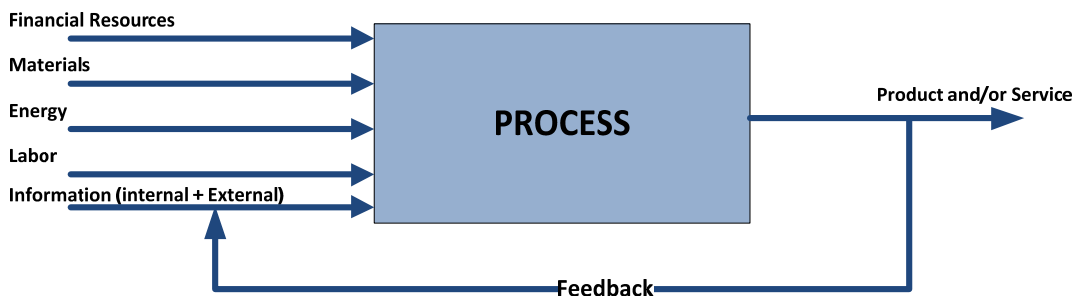 Financial Resources
Materials
Energy
Labor
Information (internal + External)
PROCESS
Product and/or Service
Feedback